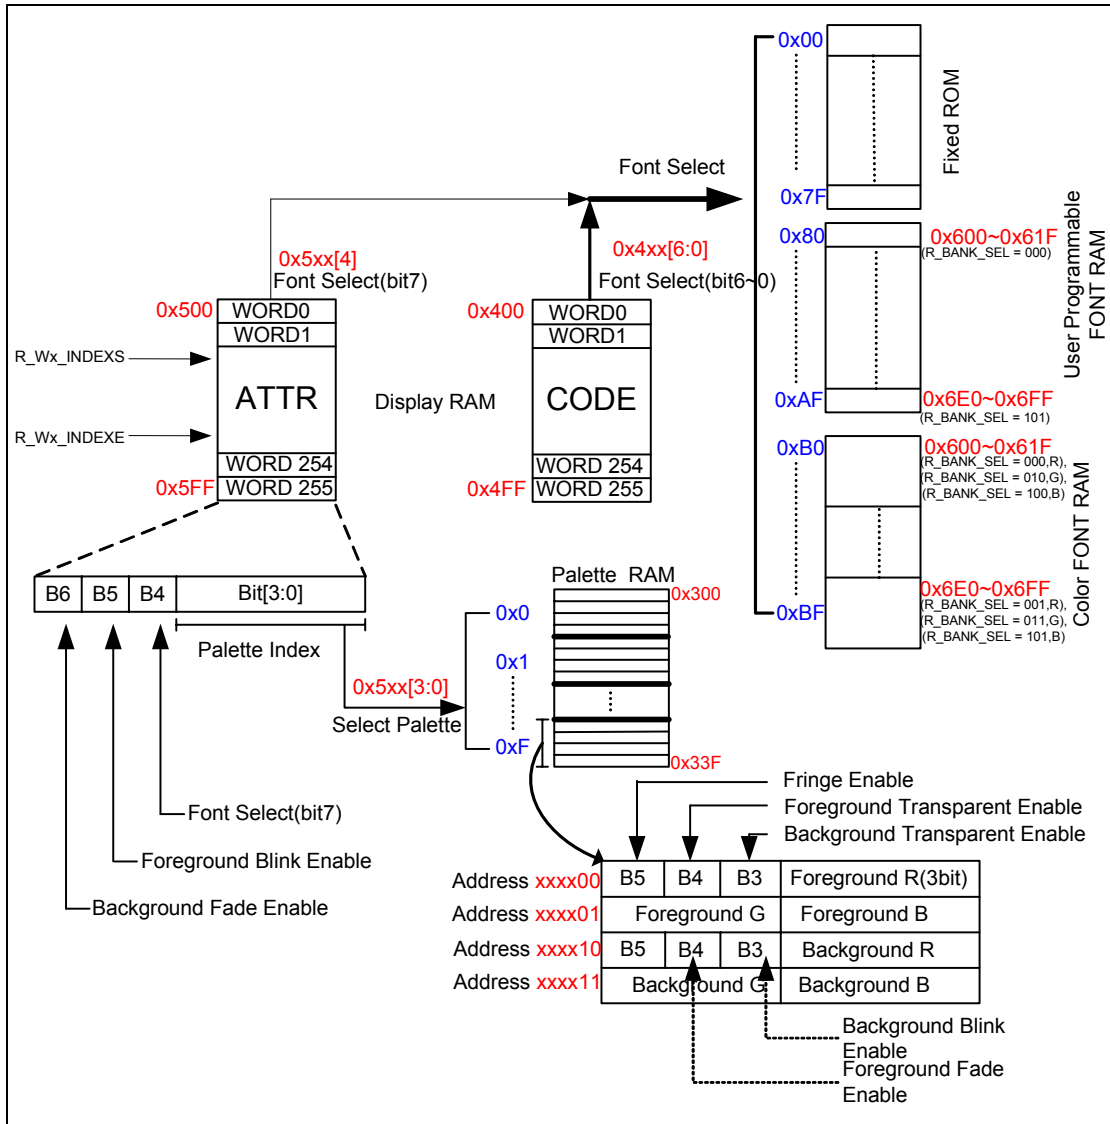 0x00
0x7F
Fixed ROM
Font Select
0x80
0xAF
0x600~0x61F
(R_BANK_SEL = 000)
0x6E0~0x6FF
(R_BANK_SEL = 101)
User Programmable
FONT RAM
0xB0
0xBF
0x600~0x61F
(R_BANK_SEL = 000,R),
(R_BANK_SEL = 010,G),
(R_BANK_SEL = 100,B)
0x6E0~0x6FF
(R_BANK_SEL = 001,R),
(R_BANK_SEL = 011,G),
(R_BANK_SEL = 101,B)
Color FONT RAM
0x5xx[4]
Font Select(bit7)
0x4xx[6:0]
Font Select(bit6~0)
0x500
WORD0
WORD1
R_Wx_INDEXS
ATTR
R_Wx_INDEXE
WORD 254
0x5FF
WORD 255
Display RAM
0x400
WORD0
WORD1
CODE
WORD 254
0x4FF
WORD 255
B6
B5
B4
Bit[3:0]
Palette Index
0x5xx[3:0]
Select Palette
Palette RAM
0x300
0x0
0x1
0xF
0x33F
Font Select(bit7)
Foreground Blink Enable
Background Fade Enable
Fringe Enable
Foreground Transparent Enable
Background Transparent Enable
Address xxxx00
B5
B4
B3
Foreground R(3bit)
Address xxxx01
Foreground G
Foreground B
Address xxxx10
B5
B4
B3
Background R
Address xxxx11
Background G
Background B
Background Blink
Enable
Foreground Fade
Enable